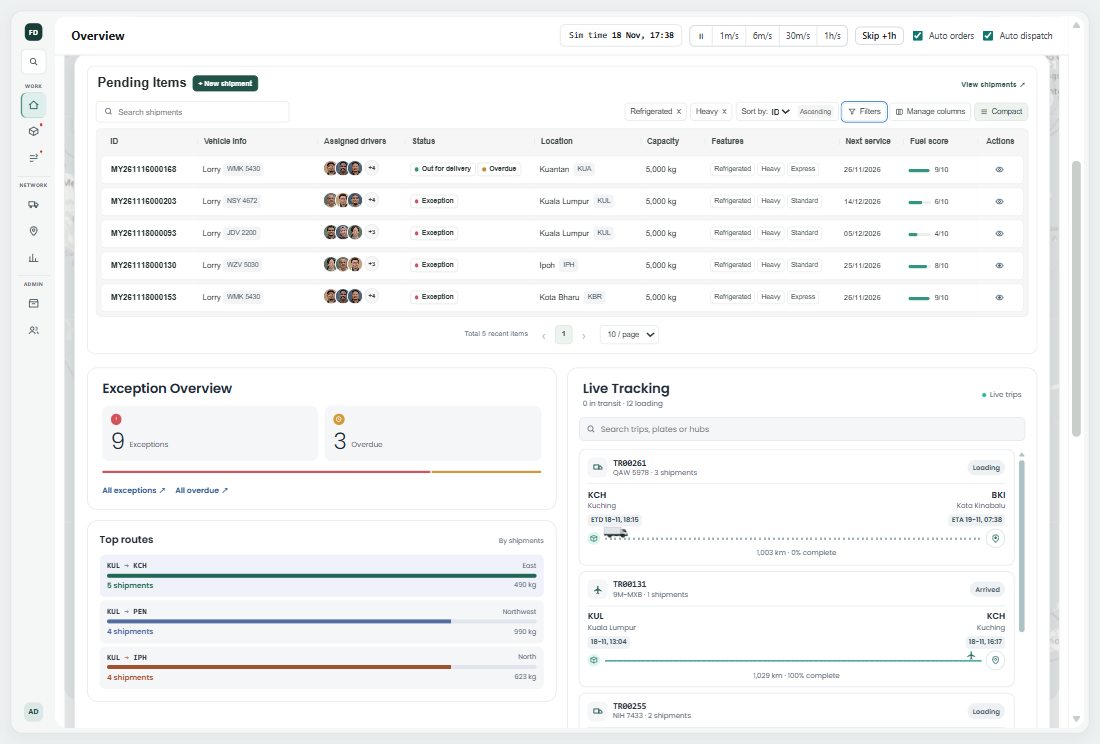 FD
Overview
Sim time 18 Nov, 17:38
1m/s 6m/s 30m/s 1h/s
Skip +1h
Auto orders
Auto dispatch
WORK
NETWORK
ADMIN
AD
Pending Items
+ New shipment
View shipments ↗
Search shipments
Refrigerated ×
Heavy ×
Sort by: ID Ascending
Filters
Manage columns
Compact
ID Vehicle info Assigned drivers Status Location Capacity Features Next service Fuel score Actions
MY261116000168 Lorry WMK 5430 +4 Out for delivery Overdue Kuantan KUA 5,000 kg Refrigerated Heavy Express 26/11/2026 9/10
MY261116000203 Lorry NSY 4672 +4 Exception Kuala Lumpur KUL 5,000 kg Refrigerated Heavy Standard 14/12/2026 6/10
MY261118000093 Lorry JDV 2200 +3 Exception Kuala Lumpur KUL 5,000 kg Refrigerated Heavy Standard 05/12/2026 4/10
MY261118000130 Lorry WZV 5030 +3 Exception Ipoh IPH 5,000 kg Refrigerated Heavy Standard 25/11/2026 8/10
MY261118000153 Lorry WMK 5430 +4 Exception Kota Bharu KBR 5,000 kg Refrigerated Heavy Express 26/11/2026 9/10
Total 5 recent items ‹ 1 › 10 / page
Exception Overview
9 Exceptions
3 Overdue
All exceptions ↗ All overdue ↗
Top routes
By shipments
KUL → KCH East
5 shipments 490 kg
KUL → PEN Northwest
4 shipments 990 kg
KUL → IPH North
4 shipments 623 kg
Live Tracking
0 in transit · 12 loading
Live trips
Search trips, plates or hubs
TR00261
QAW 5978 · 3 shipments
Loading
KCH BKI
Kuching Kota Kinabalu
ETD 18-11, 18:15 ETA 19-11, 07:38
1,003 km · 0% complete
TR00131
9M-MXB · 1 shipments
Arrived
KUL KCH
Kuala Lumpur Kuching
18-11, 13:04 18-11, 16:17
1,029 km · 100% complete
TR00255
NIH 7433 · 2 shipments
Loading